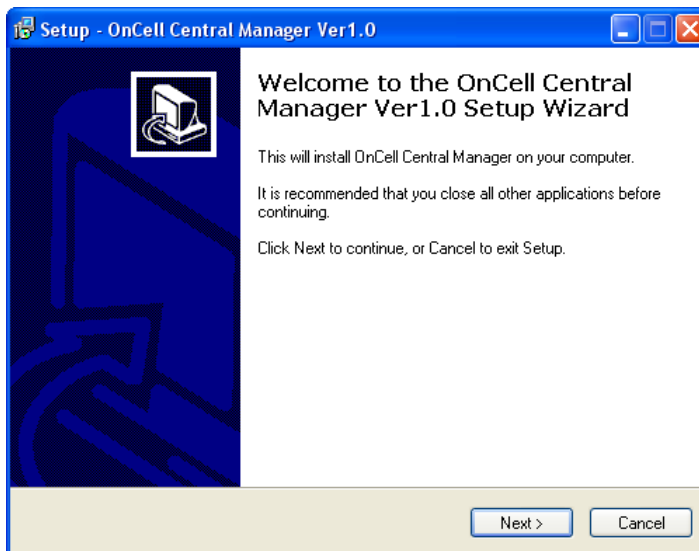 Setup - OnCell Central Manager Ver1.0
Welcome to the OnCell Central
Manager Ver1.0 Setup Wizard
This will install OnCell Central Manager on your computer.
It is recommended that you close all other applications before
continuing.
Click Next to continue, or Cancel to exit Setup.
Next >
Cancel